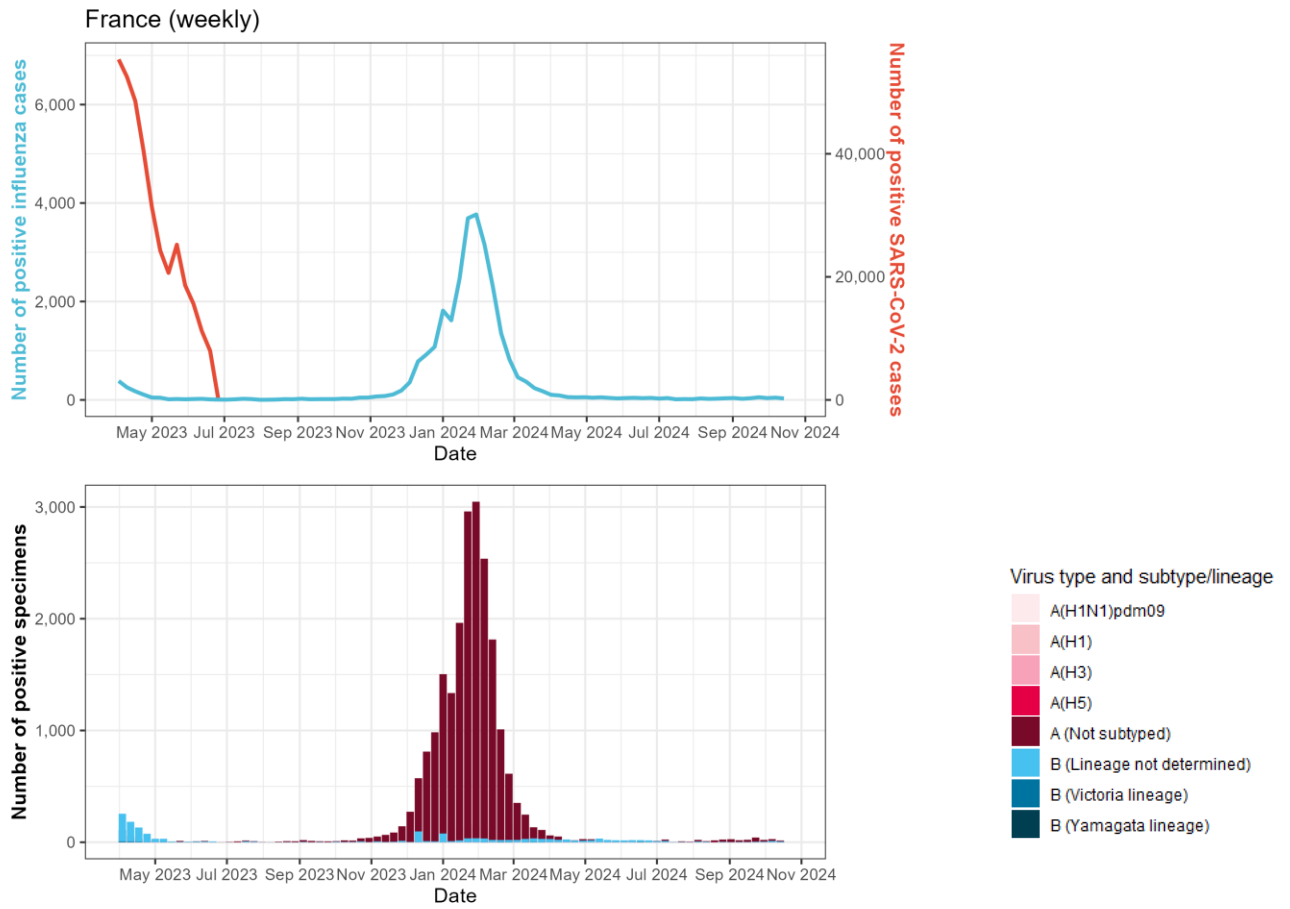 France (weekly)
Number of positive influenza cases
6,000
4,000
2,000
0
40,000
20,000
0
Number of positive SARS-CoV-2 cases
May 2023 Jul 2023 Sep 2023 Nov 2023 Jan 2024 Mar 2024 May 2024 Jul 2024 Sep 2024 Nov 2024
Date
Number of positive specimens
3,000
2,000
1,000
0
May 2023 Jul 2023 Sep 2023 Nov 2023 Jan 2024 Mar 2024 May 2024 Jul 2024 Sep 2024 Nov 2024
Date
Virus type and subtype/lineage
A(H1N1)pdm09
A(H1)
A(H3)
A(H5)
A (Not subtyped)
B (Lineage not determined)
B (Victoria lineage)
B (Yamagata lineage)